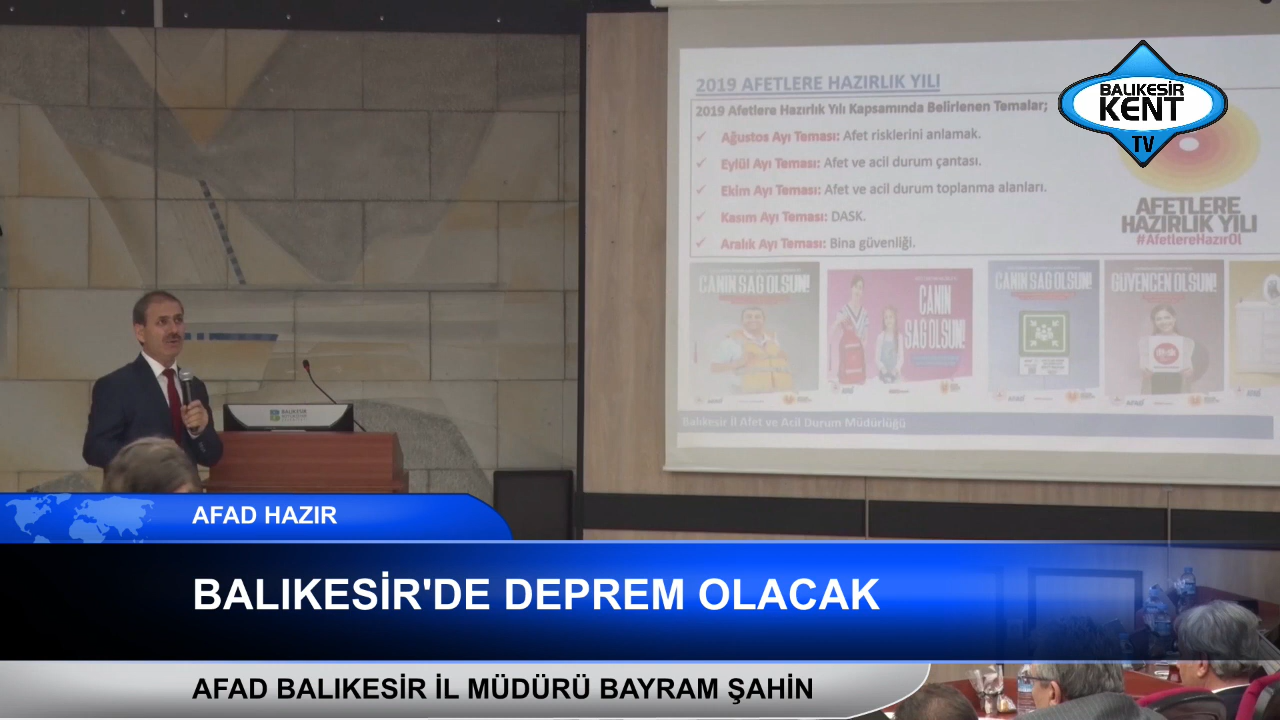 2019 AFETLERE HAZIRLIK YILI
2019 Afetlere Hazırlık Yılı Kapsamında Belirlenen Temalar;
✓ Ağustos Ayı Teması: Afet risklerini anlamak.
✓ Eylül Ayı Teması: Afet ve acil durum çantası.
✓ Ekim Ayı Teması: Afet ve acil durum toplanma alanları.
✓ Kasım Ayı Teması: DASK.
✓ Aralık Ayı Teması: Bina güvenliği.
BALIKESİR
KENT
TV
AFETLERE
HAZIRLIK YILI
#AfetlereHazırOl
CANIN SAĞ OLSUN!
CANIN
SAĞ OLSUN!
CANIN SAĞ OLSUN!
GÜVENCEN OLSUN!
Balıkesir İl Afet ve Acil Durum Müdürlüğü
BALIKESİR
AFAD HAZIR
BALIKESİR'DE DEPREM OLACAK
AFAD BALIKESİR İL MÜDÜRÜ BAYRAM ŞAHİN